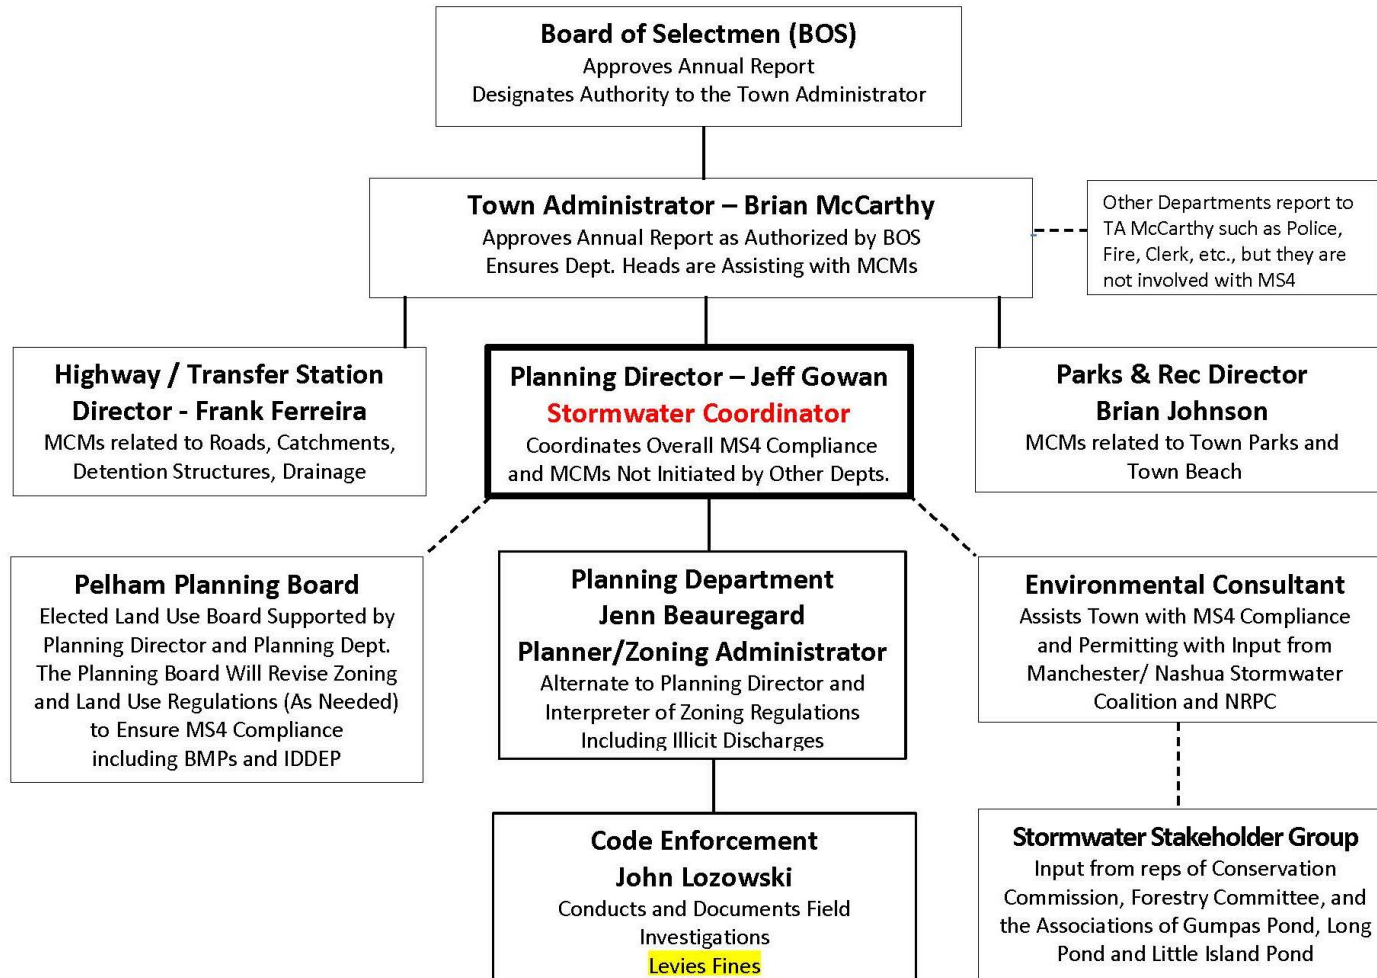 Board of Selectmen (BOS)
Approves Annual Report
Designates Authority to the Town Administrator
Town Administrator – Brian McCarthy
Approves Annual Report as Authorized by BOS
Ensures Dept. Heads are Assisting with MCMs
Other Departments report to
TA McCarthy such as Police,
Fire, Clerk, etc., but they are
not involved with MS4
Highway / Transfer Station
Director - Frank Ferreira
MCMs related to Roads, Catchments,
Detention Structures, Drainage
Planning Director – Jeff Gowan
Stormwater Coordinator
Coordinates Overall MS4 Compliance
and MCMs Not Initiated by Other Depts.
Parks & Rec Director
Brian Johnson
MCMs related to Town Parks and
Town Beach
Pelham Planning Board
Elected Land Use Board Supported by
Planning Director and Planning Dept.
The Planning Board Will Revise Zoning
and Land Use Regulations (As Needed)
to Ensure MS4 Compliance
including BMPs and IDDEP
Planning Department
Jenn Beauregard
Planner/Zoning Administrator
Alternate to Planning Director and
Interpreter of Zoning Regulations
Including Illicit Discharges
Environmental Consultant
Assists Town with MS4 Compliance
and Permitting with Input from
Manchester/ Nashua Stormwater
Coalition and NRPC
Code Enforcement
John Lozowski
Conducts and Documents Field
Investigations
Levies Fines
Stormwater Stakeholder Group
Input from reps of Conservation
Commission, Forestry Committee, and
the Associations of Gumpas Pond, Long
Pond and Little Island Pond